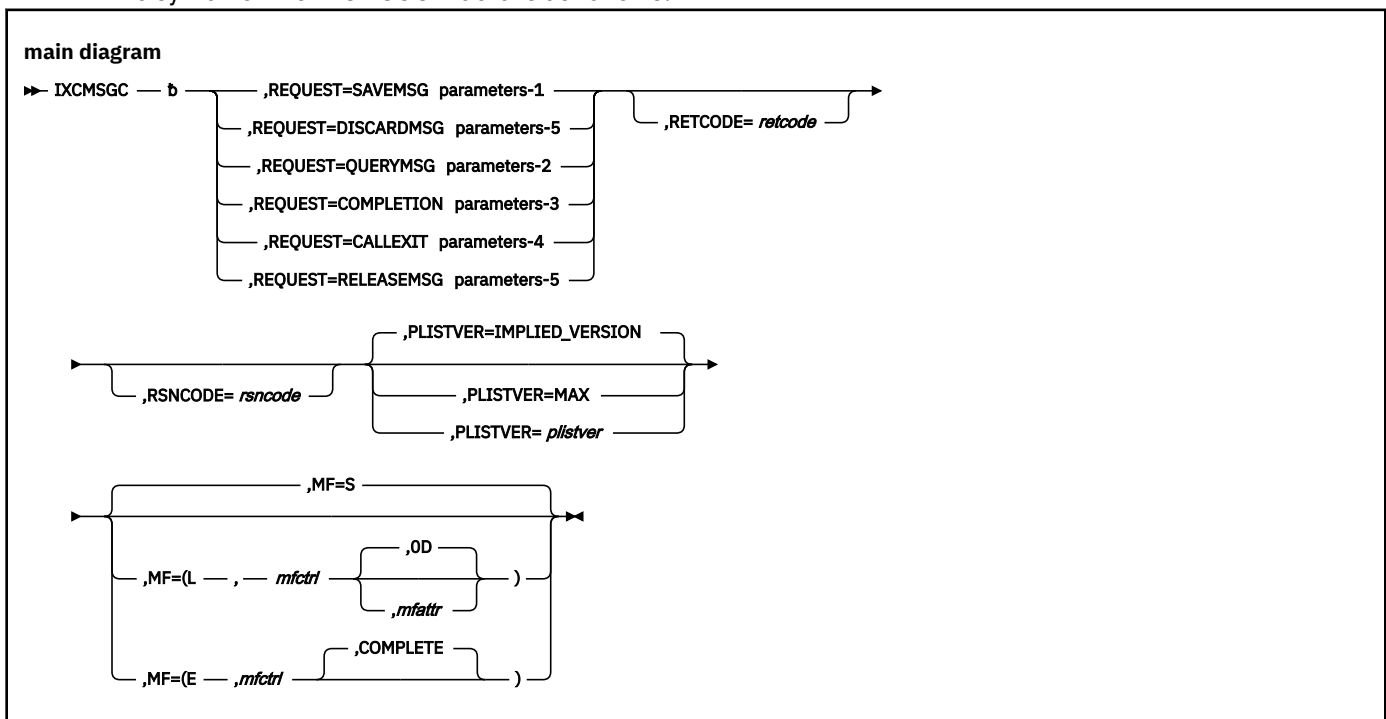 main diagram
IXCMSGC b ,REQUEST=SAVEMSG parameters-1
,RETCODE= retcode
,REQUEST=DISCARDMSG parameters-5
,REQUEST=QUERYMSG parameters-2
,REQUEST=COMPLETION parameters-3
,REQUEST=CALLEXIT parameters-4
,REQUEST=RELEASEMSG parameters-5
,PLISTVER=IMPLIED_VERSION
,RSNCODE= rsncode
,PLISTVER=MAX
,PLISTVER= plistver
,MF=S
,0D
,MF=(L , mfctrl )
,mfattr
,COMPLETE
,MF=(E ,mfctrl )